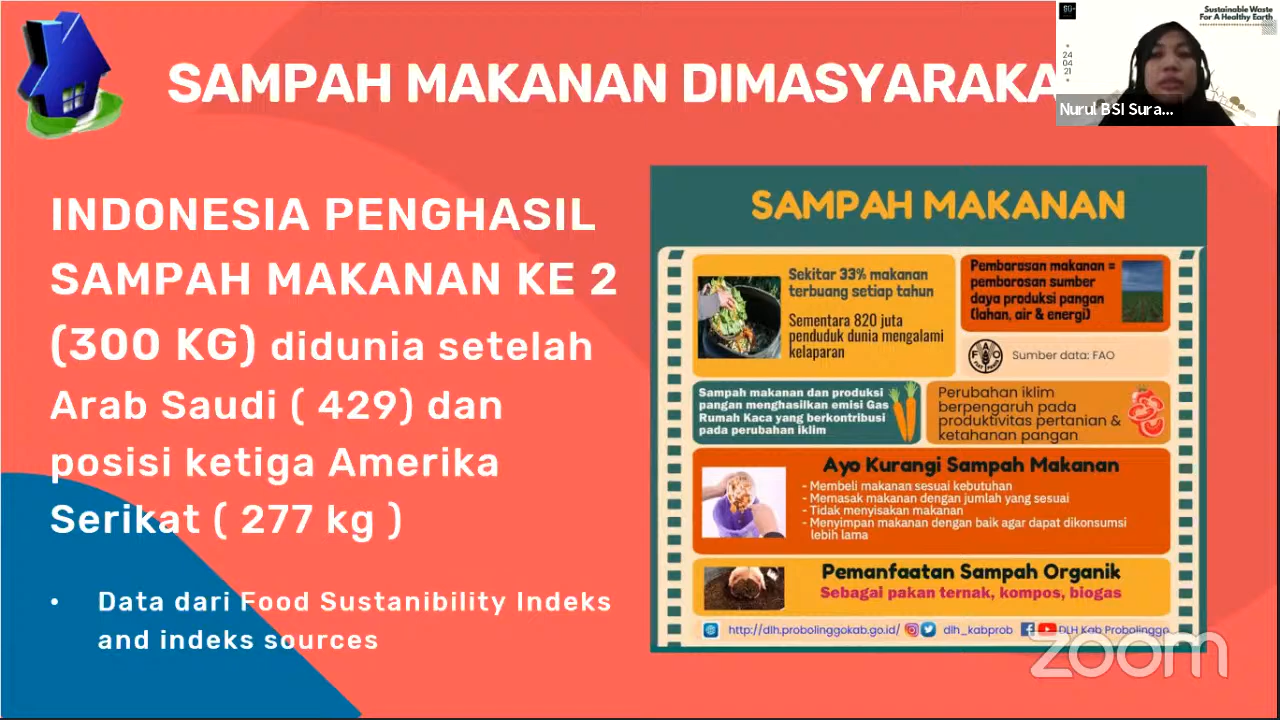 SAMPAH MAKANAN DIMASYARAKA
Sustainable Waste
For A Healthy Earth
24
04
21
Nurul BSI Sura...
INDONESIA PENGHASIL
SAMPAH MAKANAN KE 2
(300 KG) didunia setelah
Arab Saudi ( 429) dan
posisi ketiga Amerika
Serikat ( 277 kg )
• Data dari Food Sustanibility Indeks
and indeks sources
SAMPAH MAKANAN
Sekitar 33% makanan
terbuang setiap tahun
Sementara 820 juta
penduduk dunia mengalami
kelaparan
Pemborosan makanan =
pemborosan sumber
daya produksi pangan
(lahan, air & energi)
FAO
Sumber data: FAO
Sampah makanan dan produksi
pangan menghasilkan emisi Gas
Rumah Kaca yang berkontribusi
pada perubahan iklim
Perubahan iklim
berpengaruh pada
produktivitas pertanian &
ketahanan pangan
Ayo Kurangi Sampah Makanan
- Membeli makanan sesuai kebutuhan
- Memasak makanan dengan jumlah yang sesuai
- Tidak menyisakan makanan
- Menyimpan makanan dengan baik agar dapat dikonsumsi
lebih lama
Pemanfaatan Sampah Organik
Sebagai pakan ternak, kompos, biogas
http://dlh.probolinggokab.go.id/ dlh_kabprob DLH Kab Probolinggo
zoom